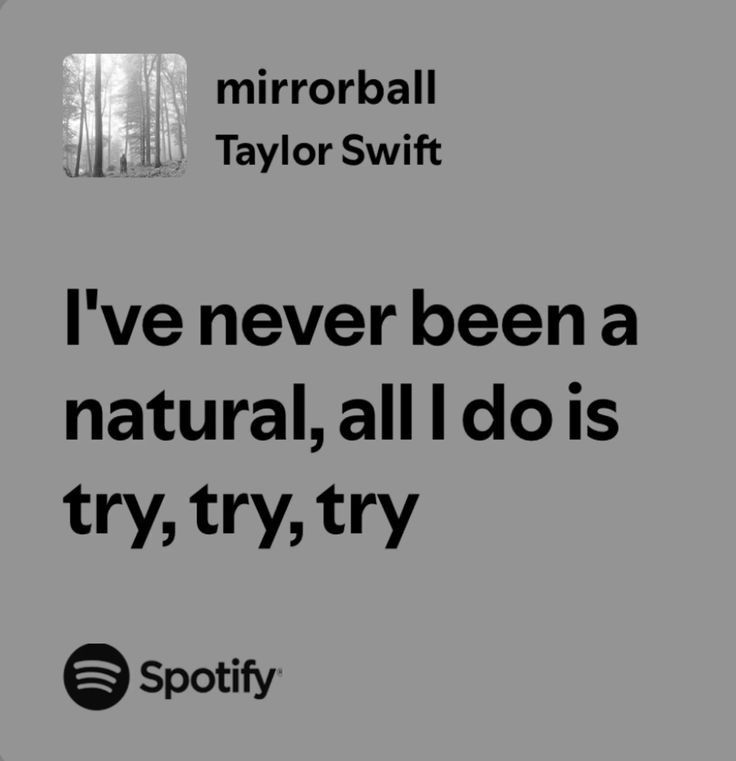 mirrorball
Taylor Swift
I've never been a
natural, all I do is
try, try, try
Spotify®